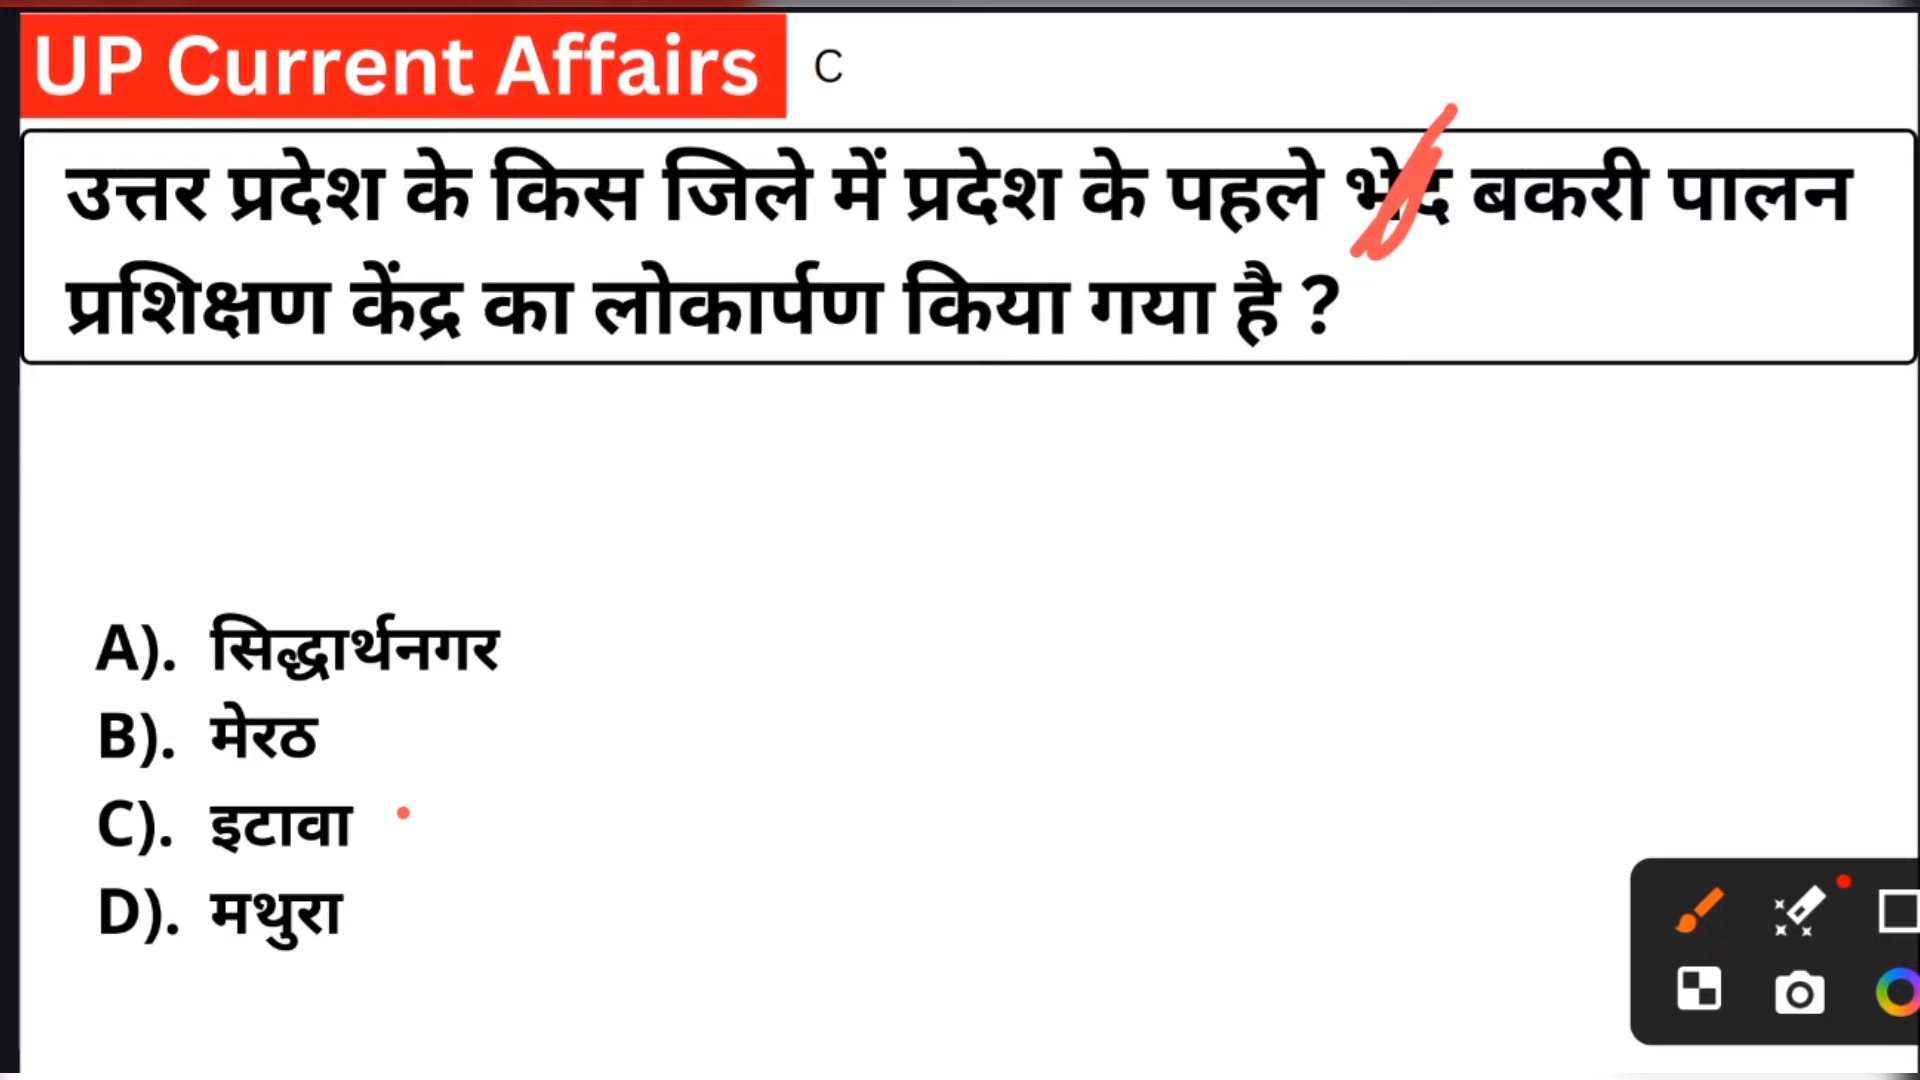 UP Current Affairs C
उत्तर प्रदेश के किस जिले में प्रदेश के पहले भेद बकरी पालन
प्रशिक्षण केंद्र का लोकार्पण किया गया है ?
A). सिद्धार्थनगर
B). मेरठ
C). इटावा
D). मथुरा